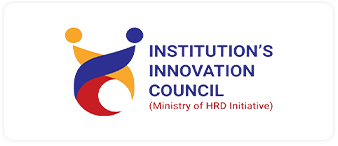 INSTITUTION'S
INNOVATION
COUNCIL
(Ministry of HRD Initiative)